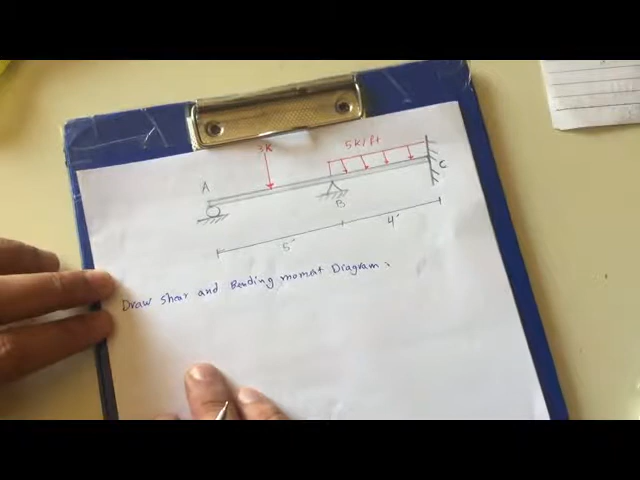 3K
5k/ft
A
C
B
4'
5'
Draw shear and Bending moment Diagram.